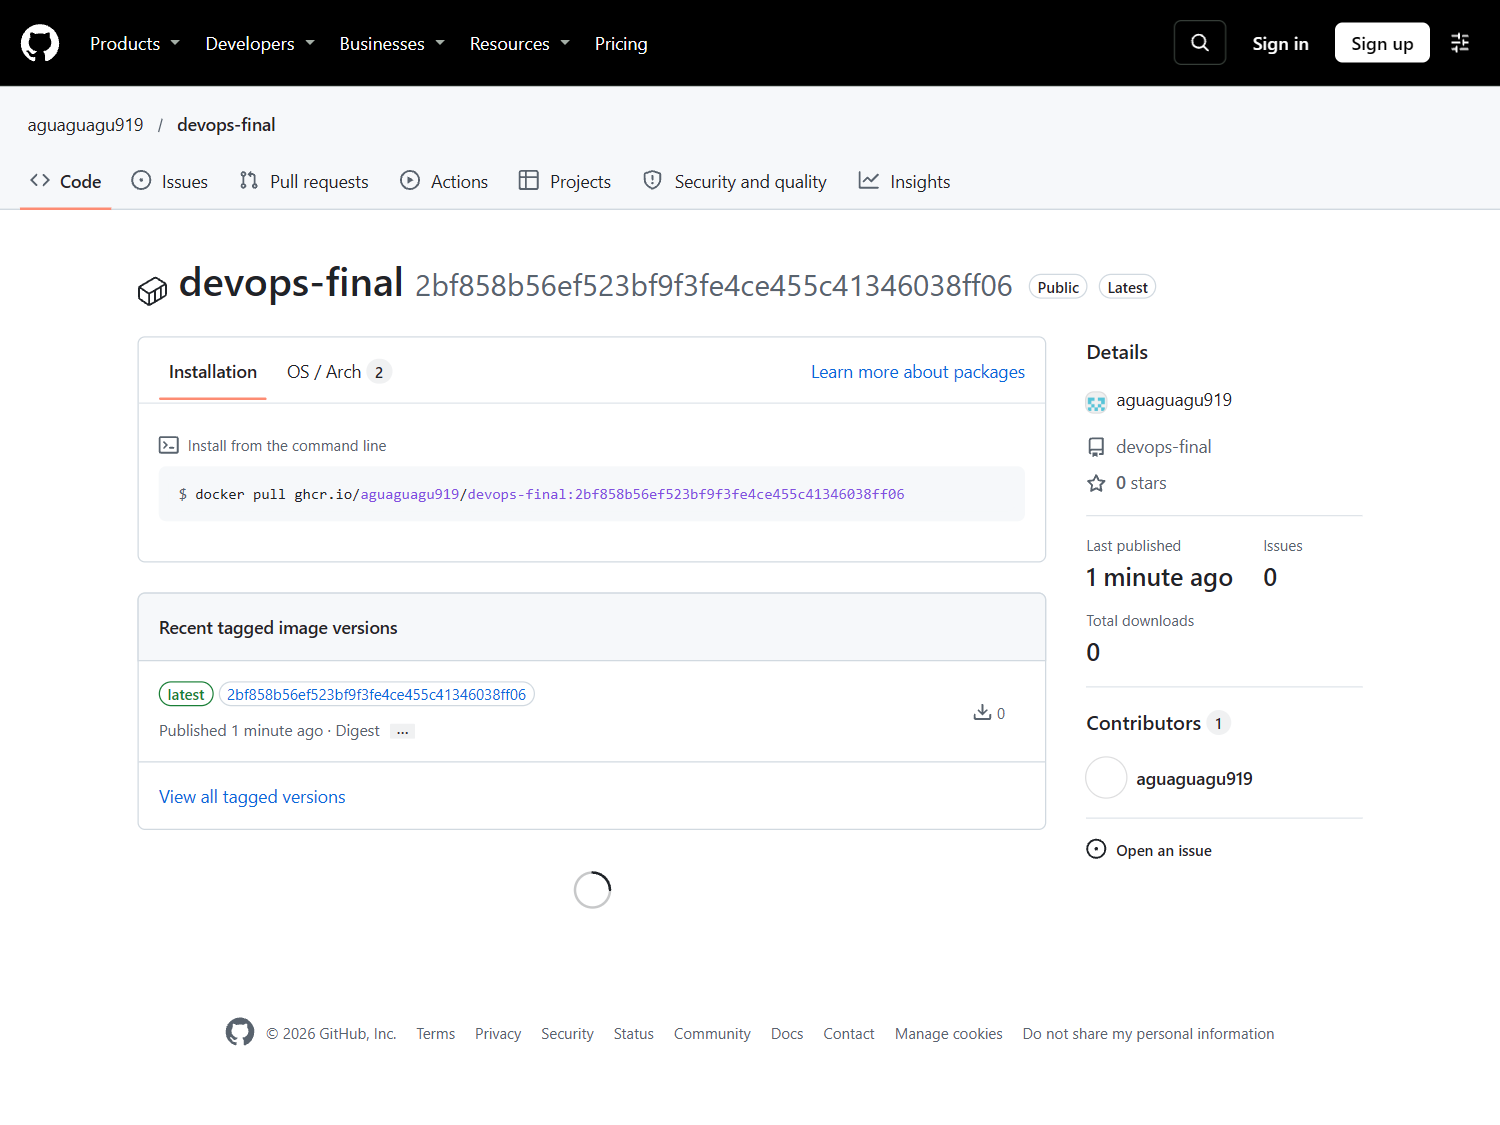 Products Developers Businesses Resources Pricing Sign in Sign up
aguaguagu919 / devops-final
Code Issues Pull requests Actions Projects Security and quality Insights
devops-final 2bf858b56ef523bf9f3fe4ce455c41346038ff06 Public Latest
Installation OS / Arch 2 Learn more about packages
Install from the command line
$ docker pull ghcr.io/aguaguagu919/devops-final:2bf858b56ef523bf9f3fe4ce455c41346038ff06
Recent tagged image versions
latest 2bf858b56ef523bf9f3fe4ce455c41346038ff06
Published 1 minute ago · Digest …
0
View all tagged versions
Details
aguaguagu919
devops-final
0 stars
Last published Issues
1 minute ago 0
Total downloads
0
Contributors 1
aguaguagu919
Open an issue
© 2026 GitHub, Inc. Terms Privacy Security Status Community Docs Contact Manage cookies Do not share my personal information